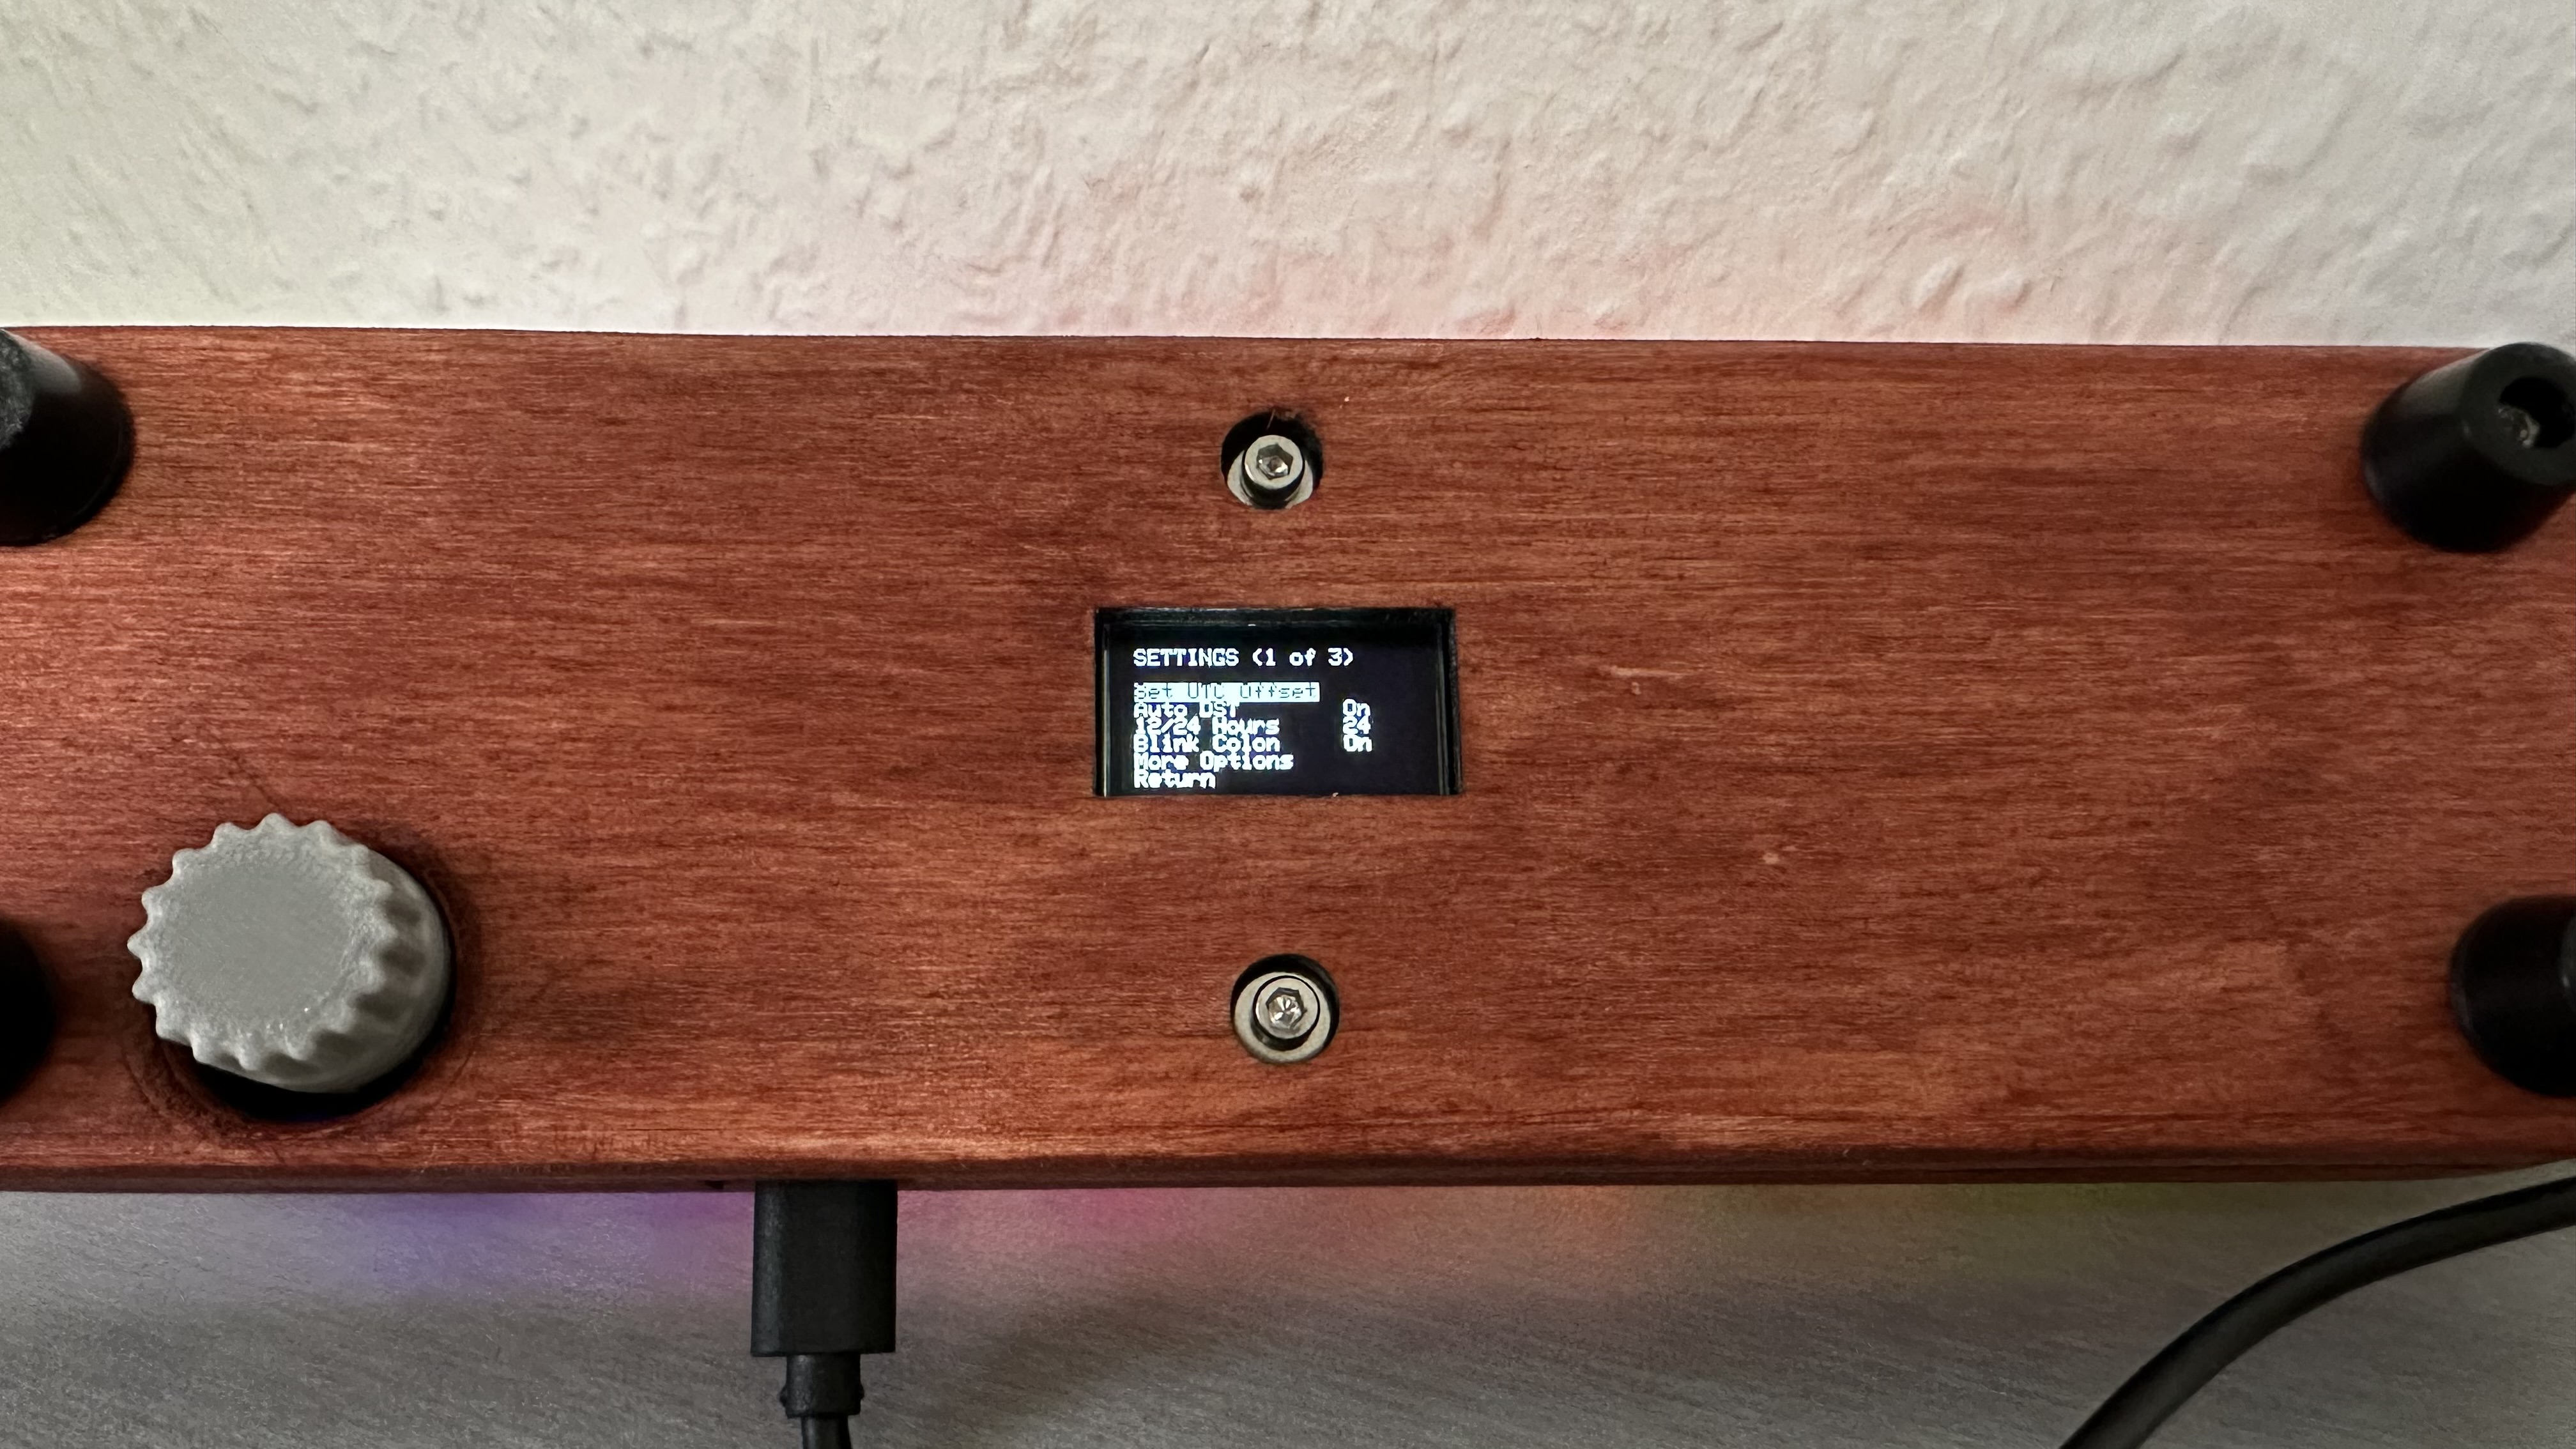 SETTINGS (1 of 3)
Set UTC Offset
Auto DST On
12/24 Hours 24
Blink Colon On
More Options
Return